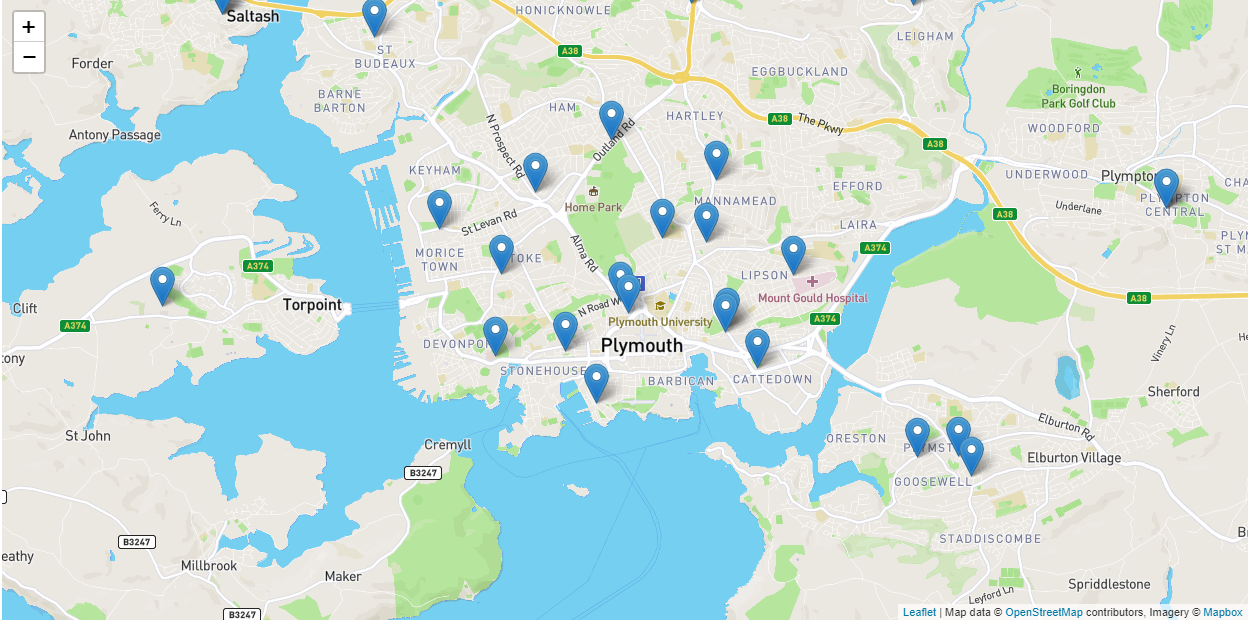 HONICKNOWLE
Saltash
+
−
LEIGHAM
ST
BUDEAUX
A38
Forder
EGGBUCKLAND
BARNE
BARTON
Boringdon
Park Golf Club
HAM
HARTLEY
N Prospect Rd
Outland Rd
A38
The Pkwy
WOODFORD
Antony Passage
A38
KEYHAM
UNDERWOOD
Plympton
EFFORD
Home Park
MANNAMEAD
Underlane
CENTRAL
Ferry Ln
St Levan Rd
A38
LAIRA
MORICE
TOWN
Alma Rd
A374
A374
LIPSON
Mount Gould Hospital
A38
Clift
Torpoint
N Road W
A374
A374
Plymouth University
Plymouth
Vinery Ln
STONEHOUSE
BARBICAN
CATTEDOWN
Sherford
St John
Cremyll
ORESTON
Elburton Rd
B3247
Elburton Village
GOOSEWELL
B3247
STADDISCOMBE
Millbrook
Maker
Spriddlestone
Leyford Ln
B3247
Leaflet | Map data © OpenStreetMap contributors, Imagery © Mapbox